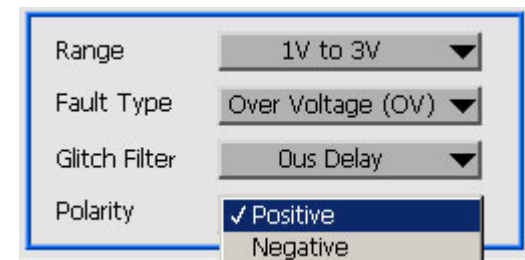 Range 1V to 3V
Fault Type Over Voltage (OV)
Glitch Filter 0us Delay
Polarity ✓ Positive
Negative